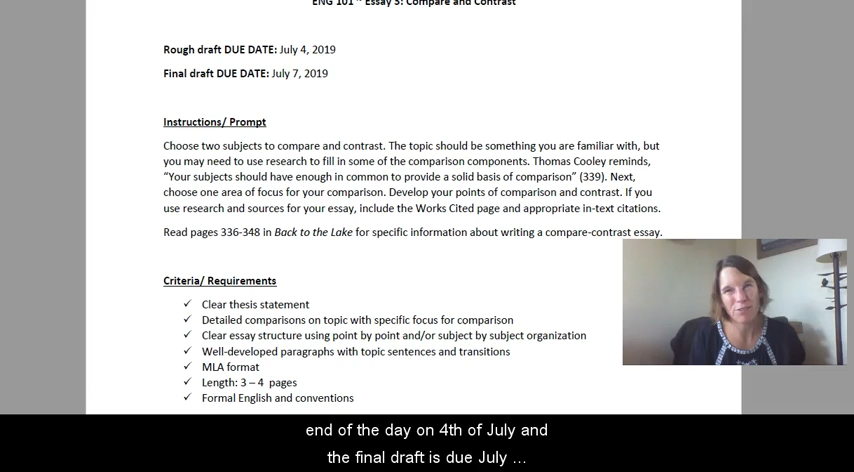 ENG 101 ~ Essay 3: Compare and Contrast
Rough draft DUE DATE: July 4, 2019
Final draft DUE DATE: July 7, 2019
Instructions/ Prompt
Choose two subjects to compare and contrast. The topic should be something you are familiar with, but
you may need to use research to fill in some of the comparison components. Thomas Cooley reminds,
“Your subjects should have enough in common to provide a solid basis of comparison” (339). Next,
choose one area of focus for your comparison. Develop your points of comparison and contrast. If you
use research and sources for your essay, include the Works Cited page and appropriate in-text citations.
Read pages 336-348 in Back to the Lake for specific information about writing a compare-contrast essay.
Criteria/ Requirements
✓ Clear thesis statement
✓ Detailed comparisons on topic with specific focus for comparison
✓ Clear essay structure using point by point and/or subject by subject organization
✓ Well-developed paragraphs with topic sentences and transitions
✓ MLA format
✓ Length: 3 – 4 pages
✓ Formal English and conventions
end of the day on 4th of July and
the final draft is due July ...